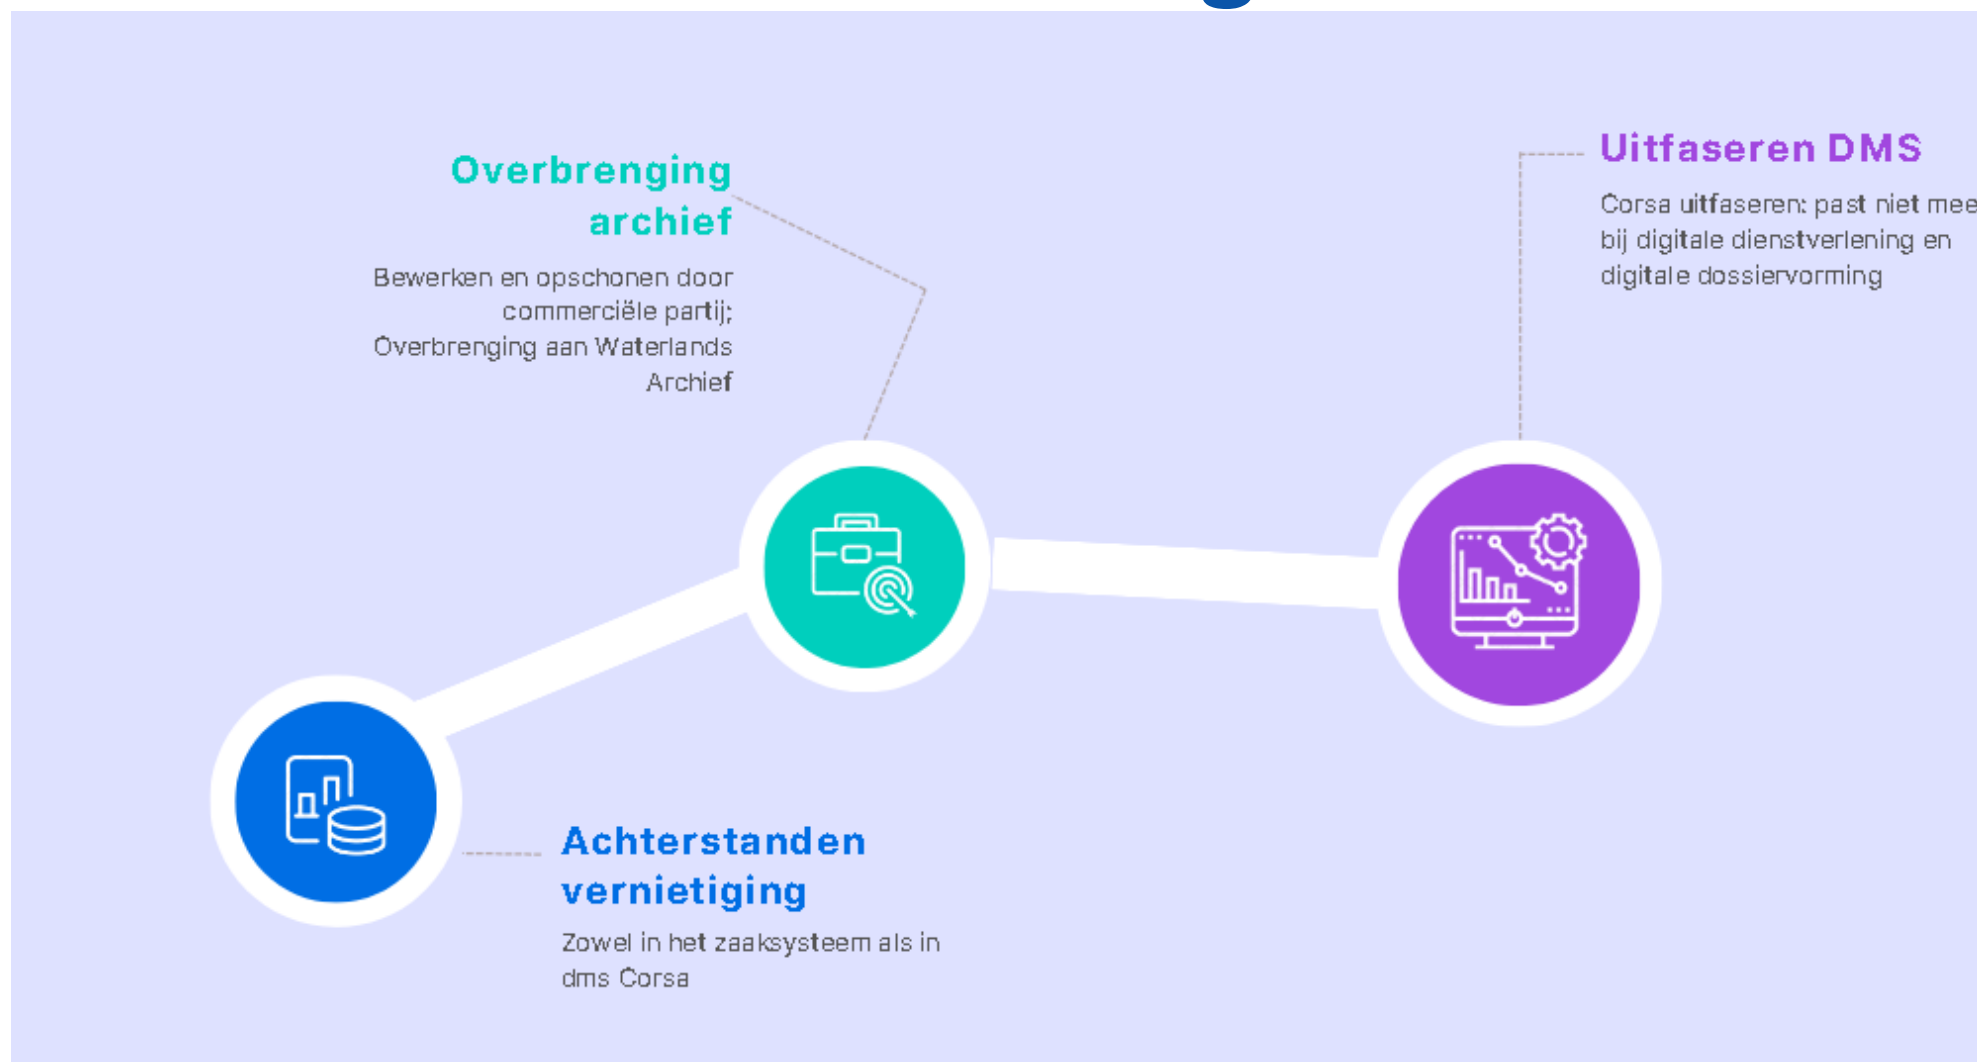 Overbrenging
archief
Bewerken en opschonen door
commerciële partij;
Overbrenging aan Waterlands
Archief
Uitfaseren DMS
Corsa uitfaseren: past niet mee
bij digitale dienstverlening en
digitale dossiervorming
Achterstanden
vernietiging
Zowel in het zaaksysteem als in
dms Corsa